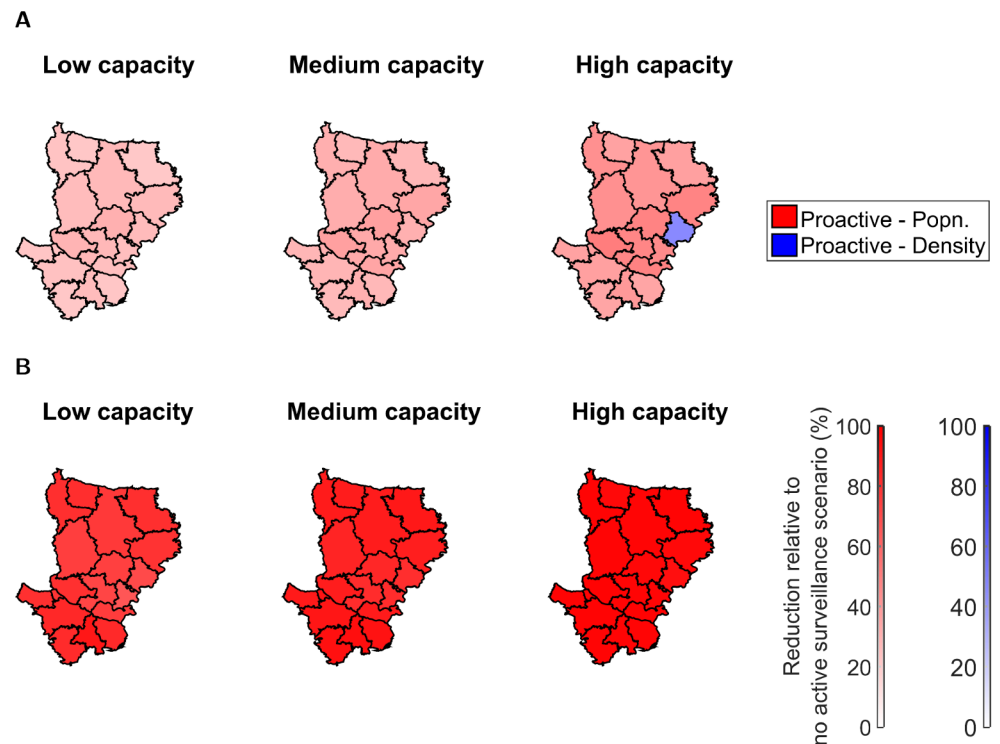 A
Low capacity
Medium capacity
High capacity
Proactive - Popn.
Proactive - Density
B
Low capacity
Medium capacity
High capacity
Reduction relative to
no active surveillance scenario (%)
100
80
60
40
20
0
100
80
60
40
20
0